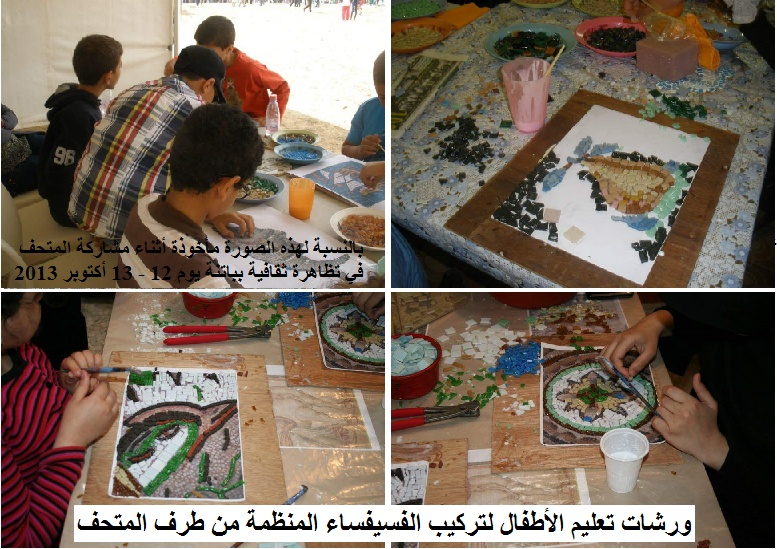 بالنسبة لهذه الصورة مأخوذة أثناء مشاركة المتحف
في تظاهرة ثقافية بباتنة يوم 12 - 13 أكتوبر 2013
96
ورشات تعليم الأطفال لتركيب الفسيفساء المنظمة من طرف المتحف